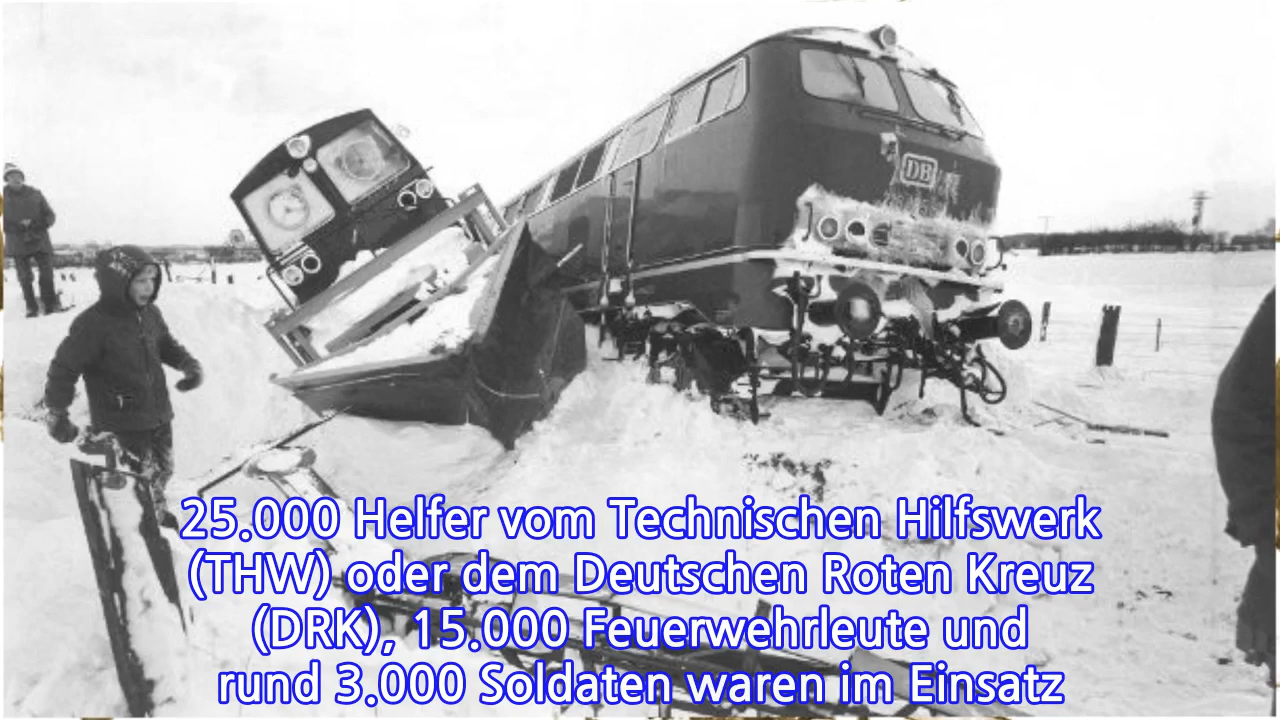 DB
25.000 Helfer vom Technischen Hilfswerk
(THW) oder dem Deutschen Roten Kreuz
(DRK), 15.000 Feuerwehrleute und
rund 3.000 Soldaten waren im Einsatz